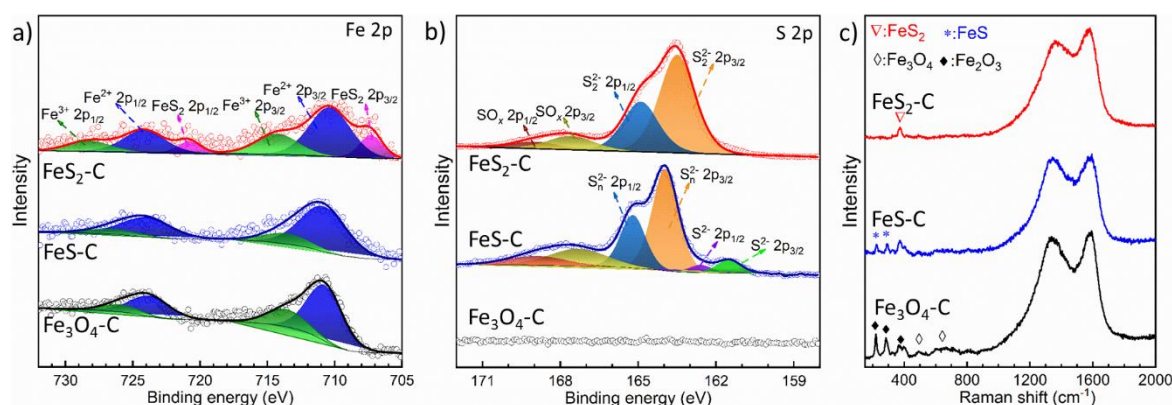 a)
Fe 2p
Fe³⁺ 2p₁/₂
Fe²⁺ 2p₁/₂
FeS₂ 2p₁/₂
Fe³⁺ 2p₃/₂
Fe²⁺ 2p₃/₂
FeS₂ 2p₃/₂
FeS₂-C
FeS-C
Fe₃O₄-C
Intensity
730 725 720 715 710 705
Binding energy (eV)
b)
S 2p
SOₓ 2p₁/₂
SOₓ 2p₃/₂
S₂²⁻ 2p₁/₂
S₂²⁻ 2p₃/₂
FeS₂-C
Sₙ²⁻ 2p₁/₂
Sₙ²⁻ 2p₃/₂
S²⁻ 2p₁/₂
S²⁻ 2p₃/₂
FeS-C
Fe₃O₄-C
Intensity
171 168 165 162 159
Binding energy (eV)
c)
▽:FeS₂ *:FeS
◇:Fe₃O₄ ◆:Fe₂O₃
FeS₂-C
FeS-C
* *
Fe₃O₄-C
Intensity
400 800 1200 1600 2000
Raman shift (cm⁻¹)